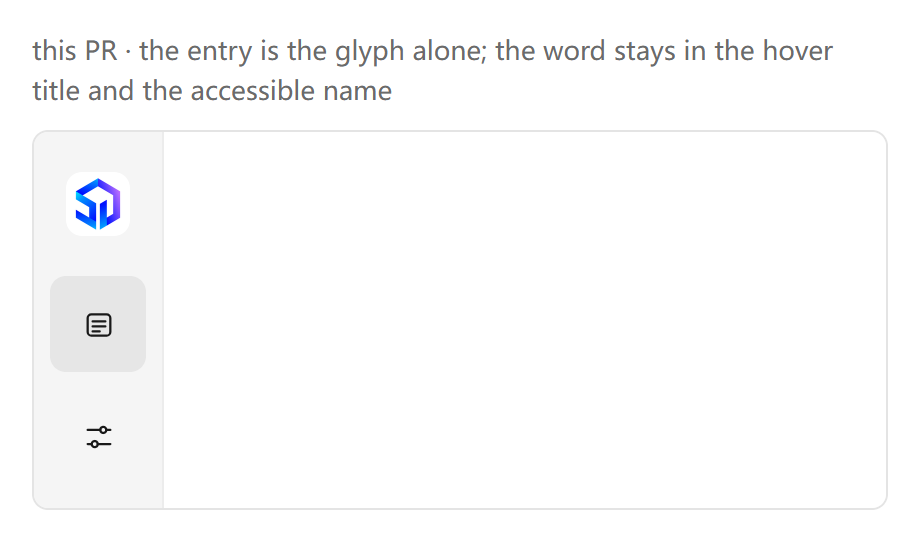 this PR · the entry is the glyph alone; the word stays in the hover
title and the accessible name